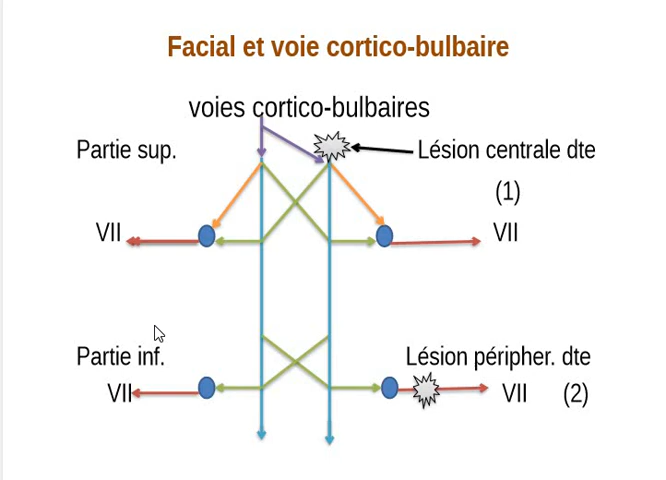 Facial et voie cortico-bulbaire
voies cortico-bulbaires
Partie sup.
Lésion centrale dte
(1)
VII
VII
Partie inf.
Lésion péripher. dte
VII
VII (2)